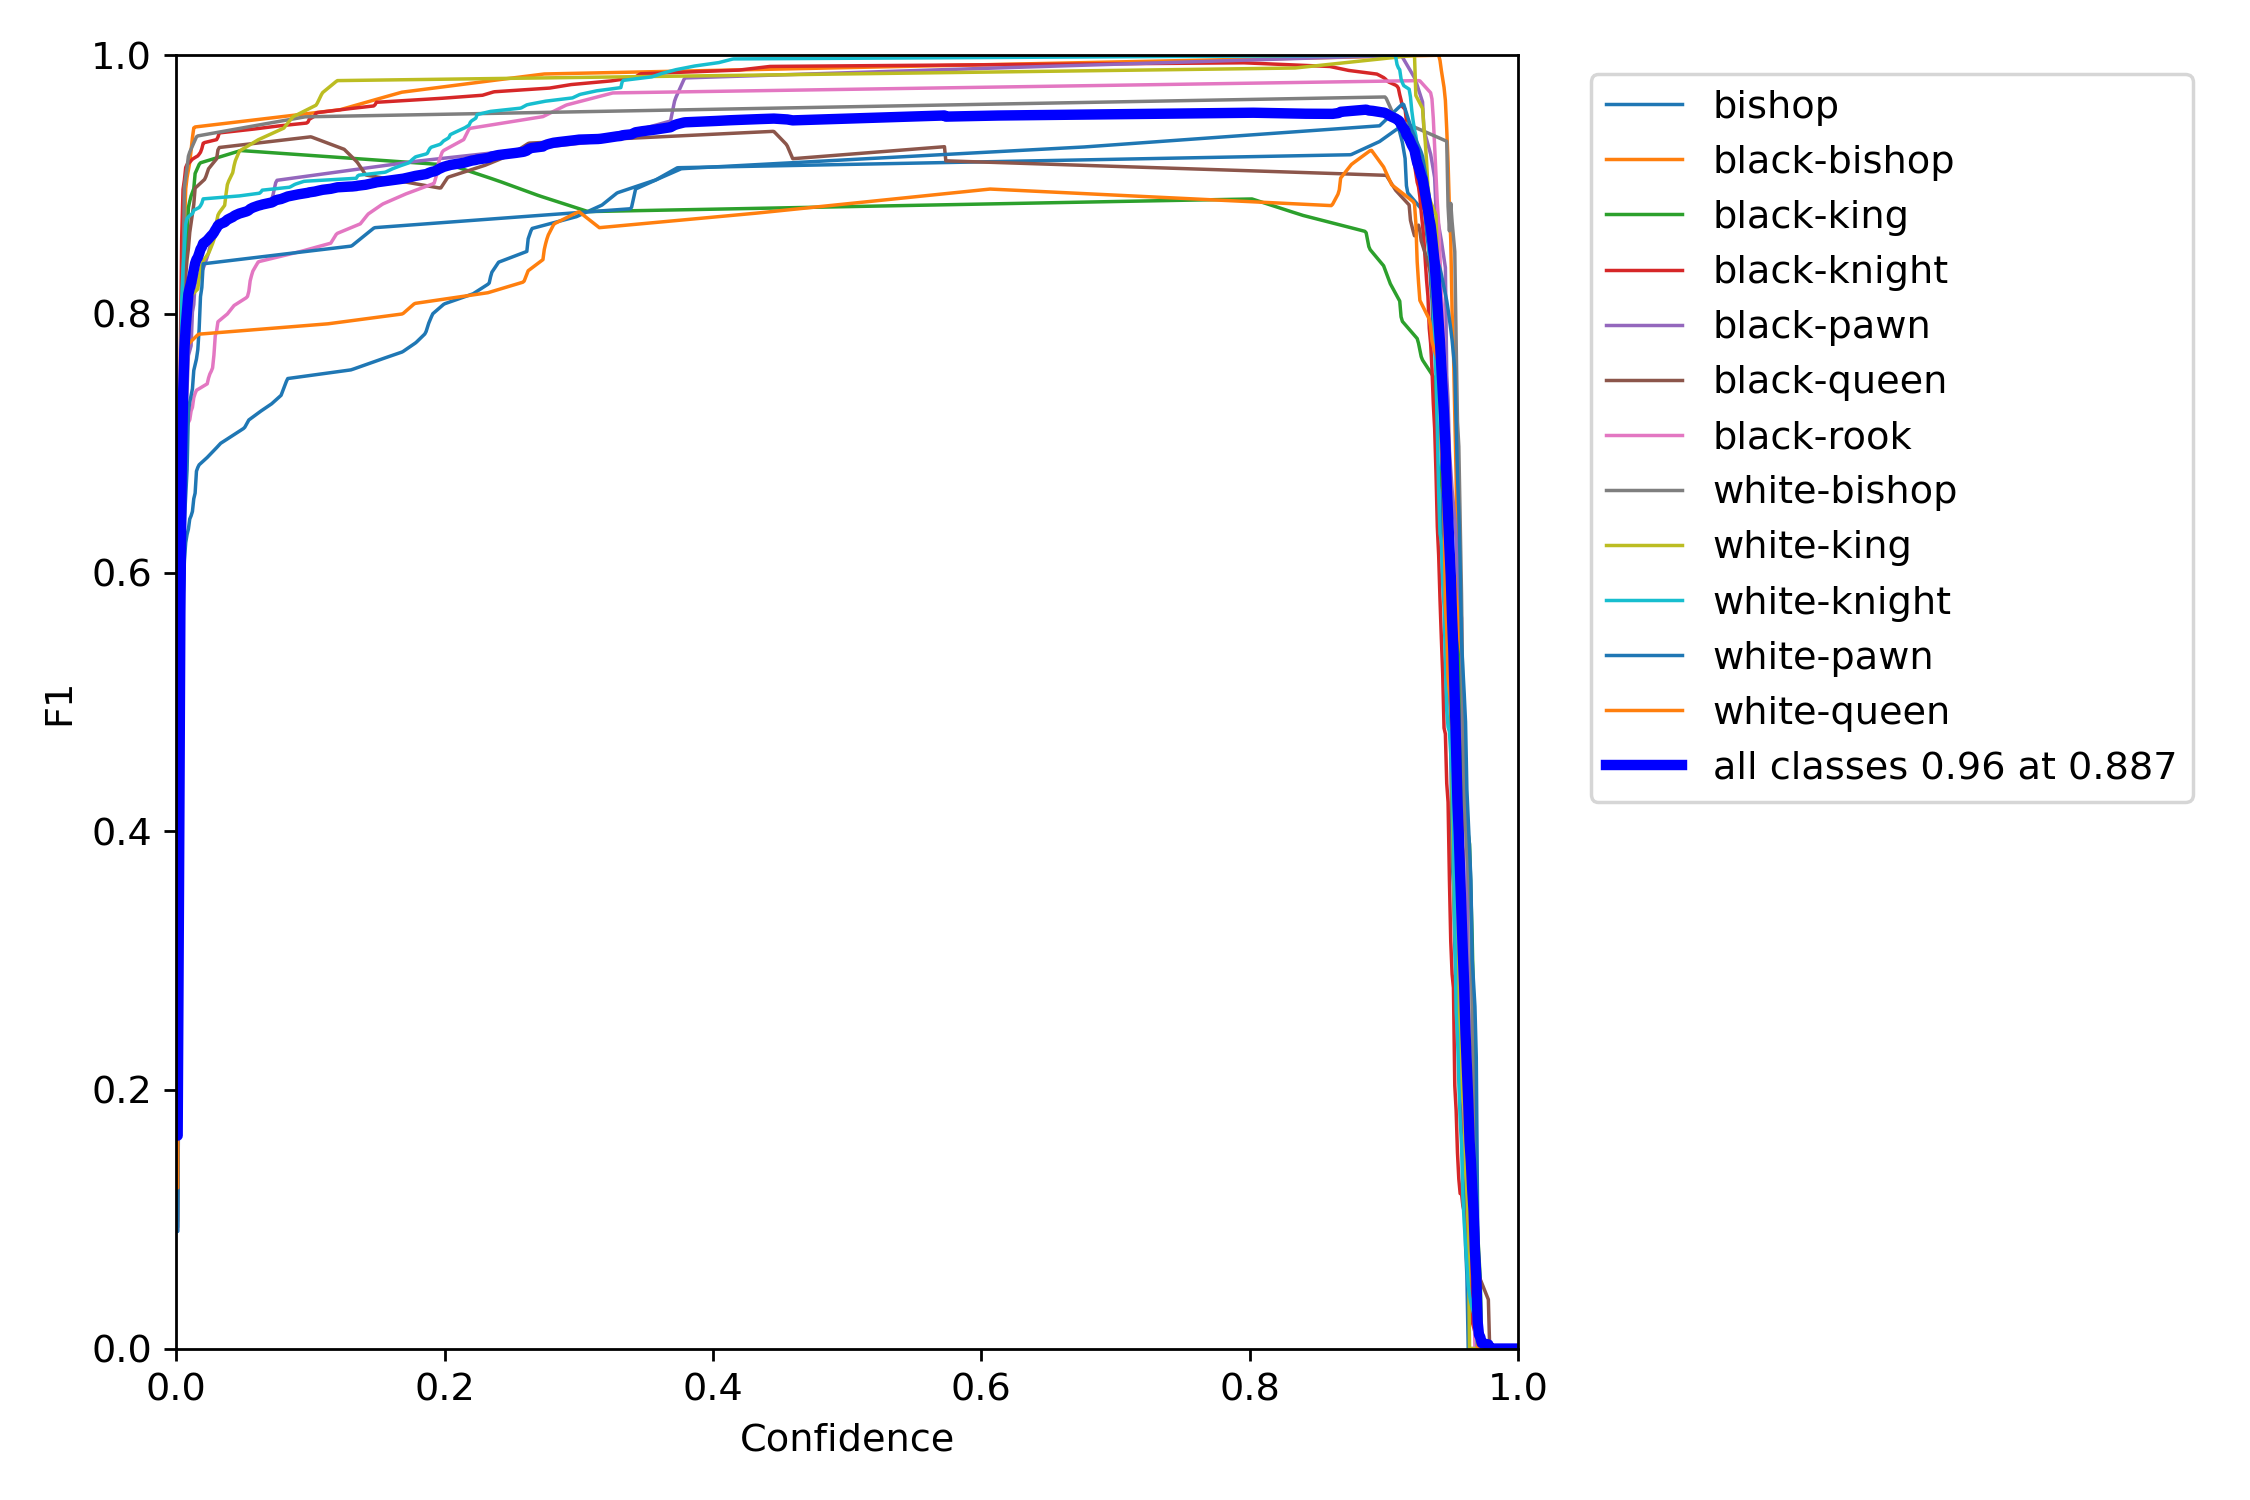 1.0
0.8
0.6
0.4
0.2
0.0
F1
0.0 0.2 0.4 0.6 0.8 1.0
Confidence
bishop
black-bishop
black-king
black-knight
black-pawn
black-queen
black-rook
white-bishop
white-king
white-knight
white-pawn
white-queen
all classes 0.96 at 0.887